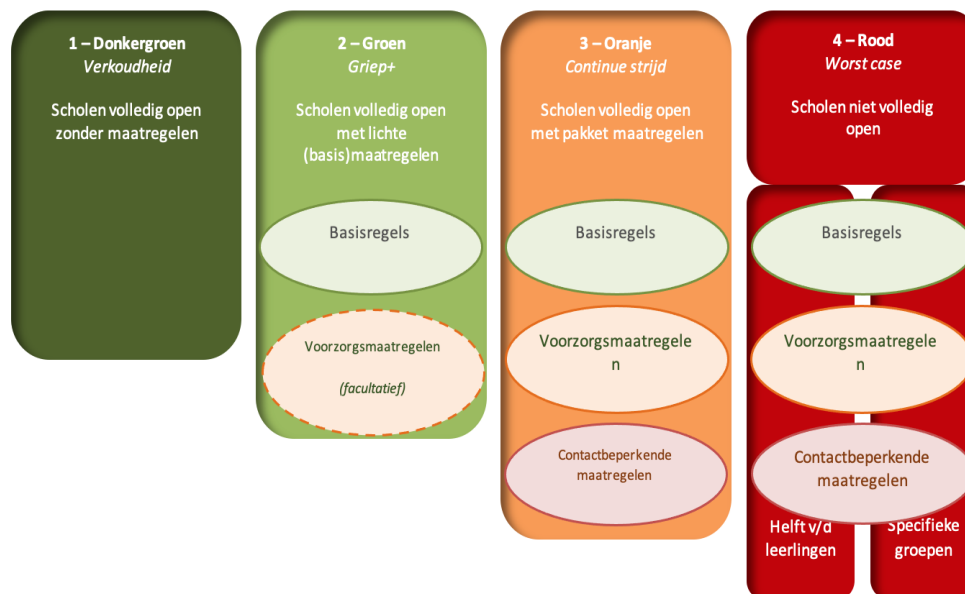 1 – Donkergroen
Verkoudheid
Scholen volledig open
zonder maatregelen
2 – Groen
Griep+
Scholen volledig open
met lichte
(basis)maatregelen
Basisregels
Voorzorgsmaatregelen
(facultatief)
3 – Oranje
Continue strijd
Scholen volledig open
met pakket maatregelen
Basisregels
Voorzorgsmaatregele
n
Contactbeperkende
maatregelen
4 – Rood
Worst case
Scholen niet volledig
open
Basisregels
Voorzorgsmaatregele
n
Contactbeperkende
maatregelen
Helft v/d
leerlingen
Specifieke
groepen